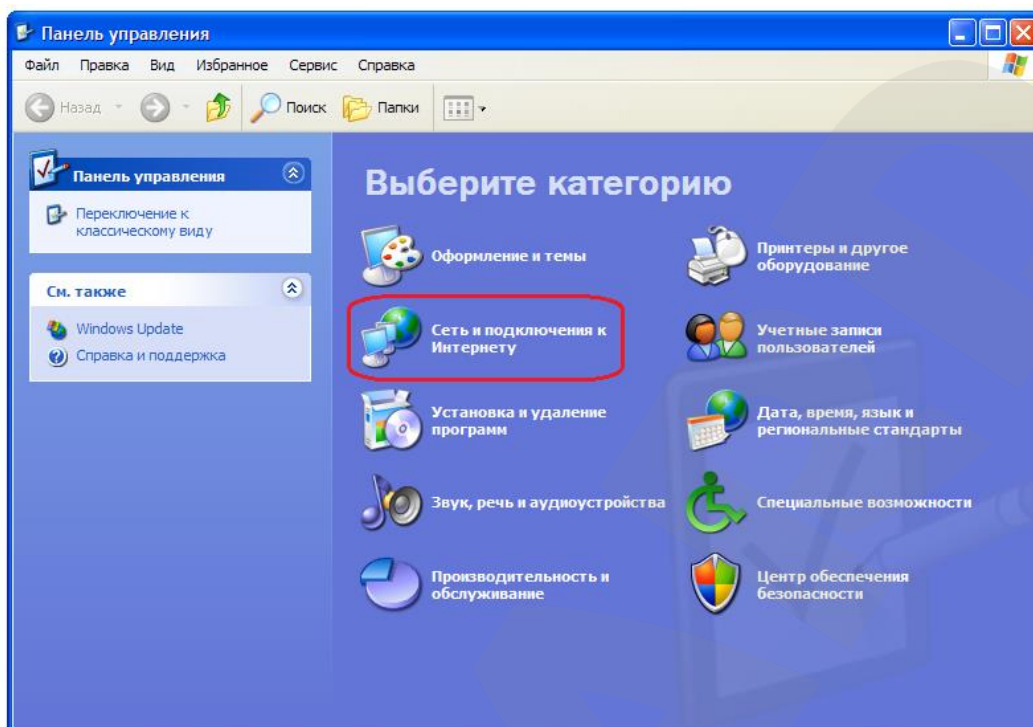 Панель управления
Файл Правка Вид Избранное Сервис Справка
Назад Поиск Папки
Панель управления
Переключение к
классическому виду
См. также
Windows Update
Справка и поддержка
Выберите категорию
Оформление и темы
Принтеры и другое
оборудование
Сеть и подключения к
Интернету
Учетные записи
пользователей
Установка и удаление
программ
Дата, время, язык и
региональные стандарты
Звук, речь и аудиоустройства
Специальные возможности
Производительность и
обслуживание
Центр обеспечения
безопасности